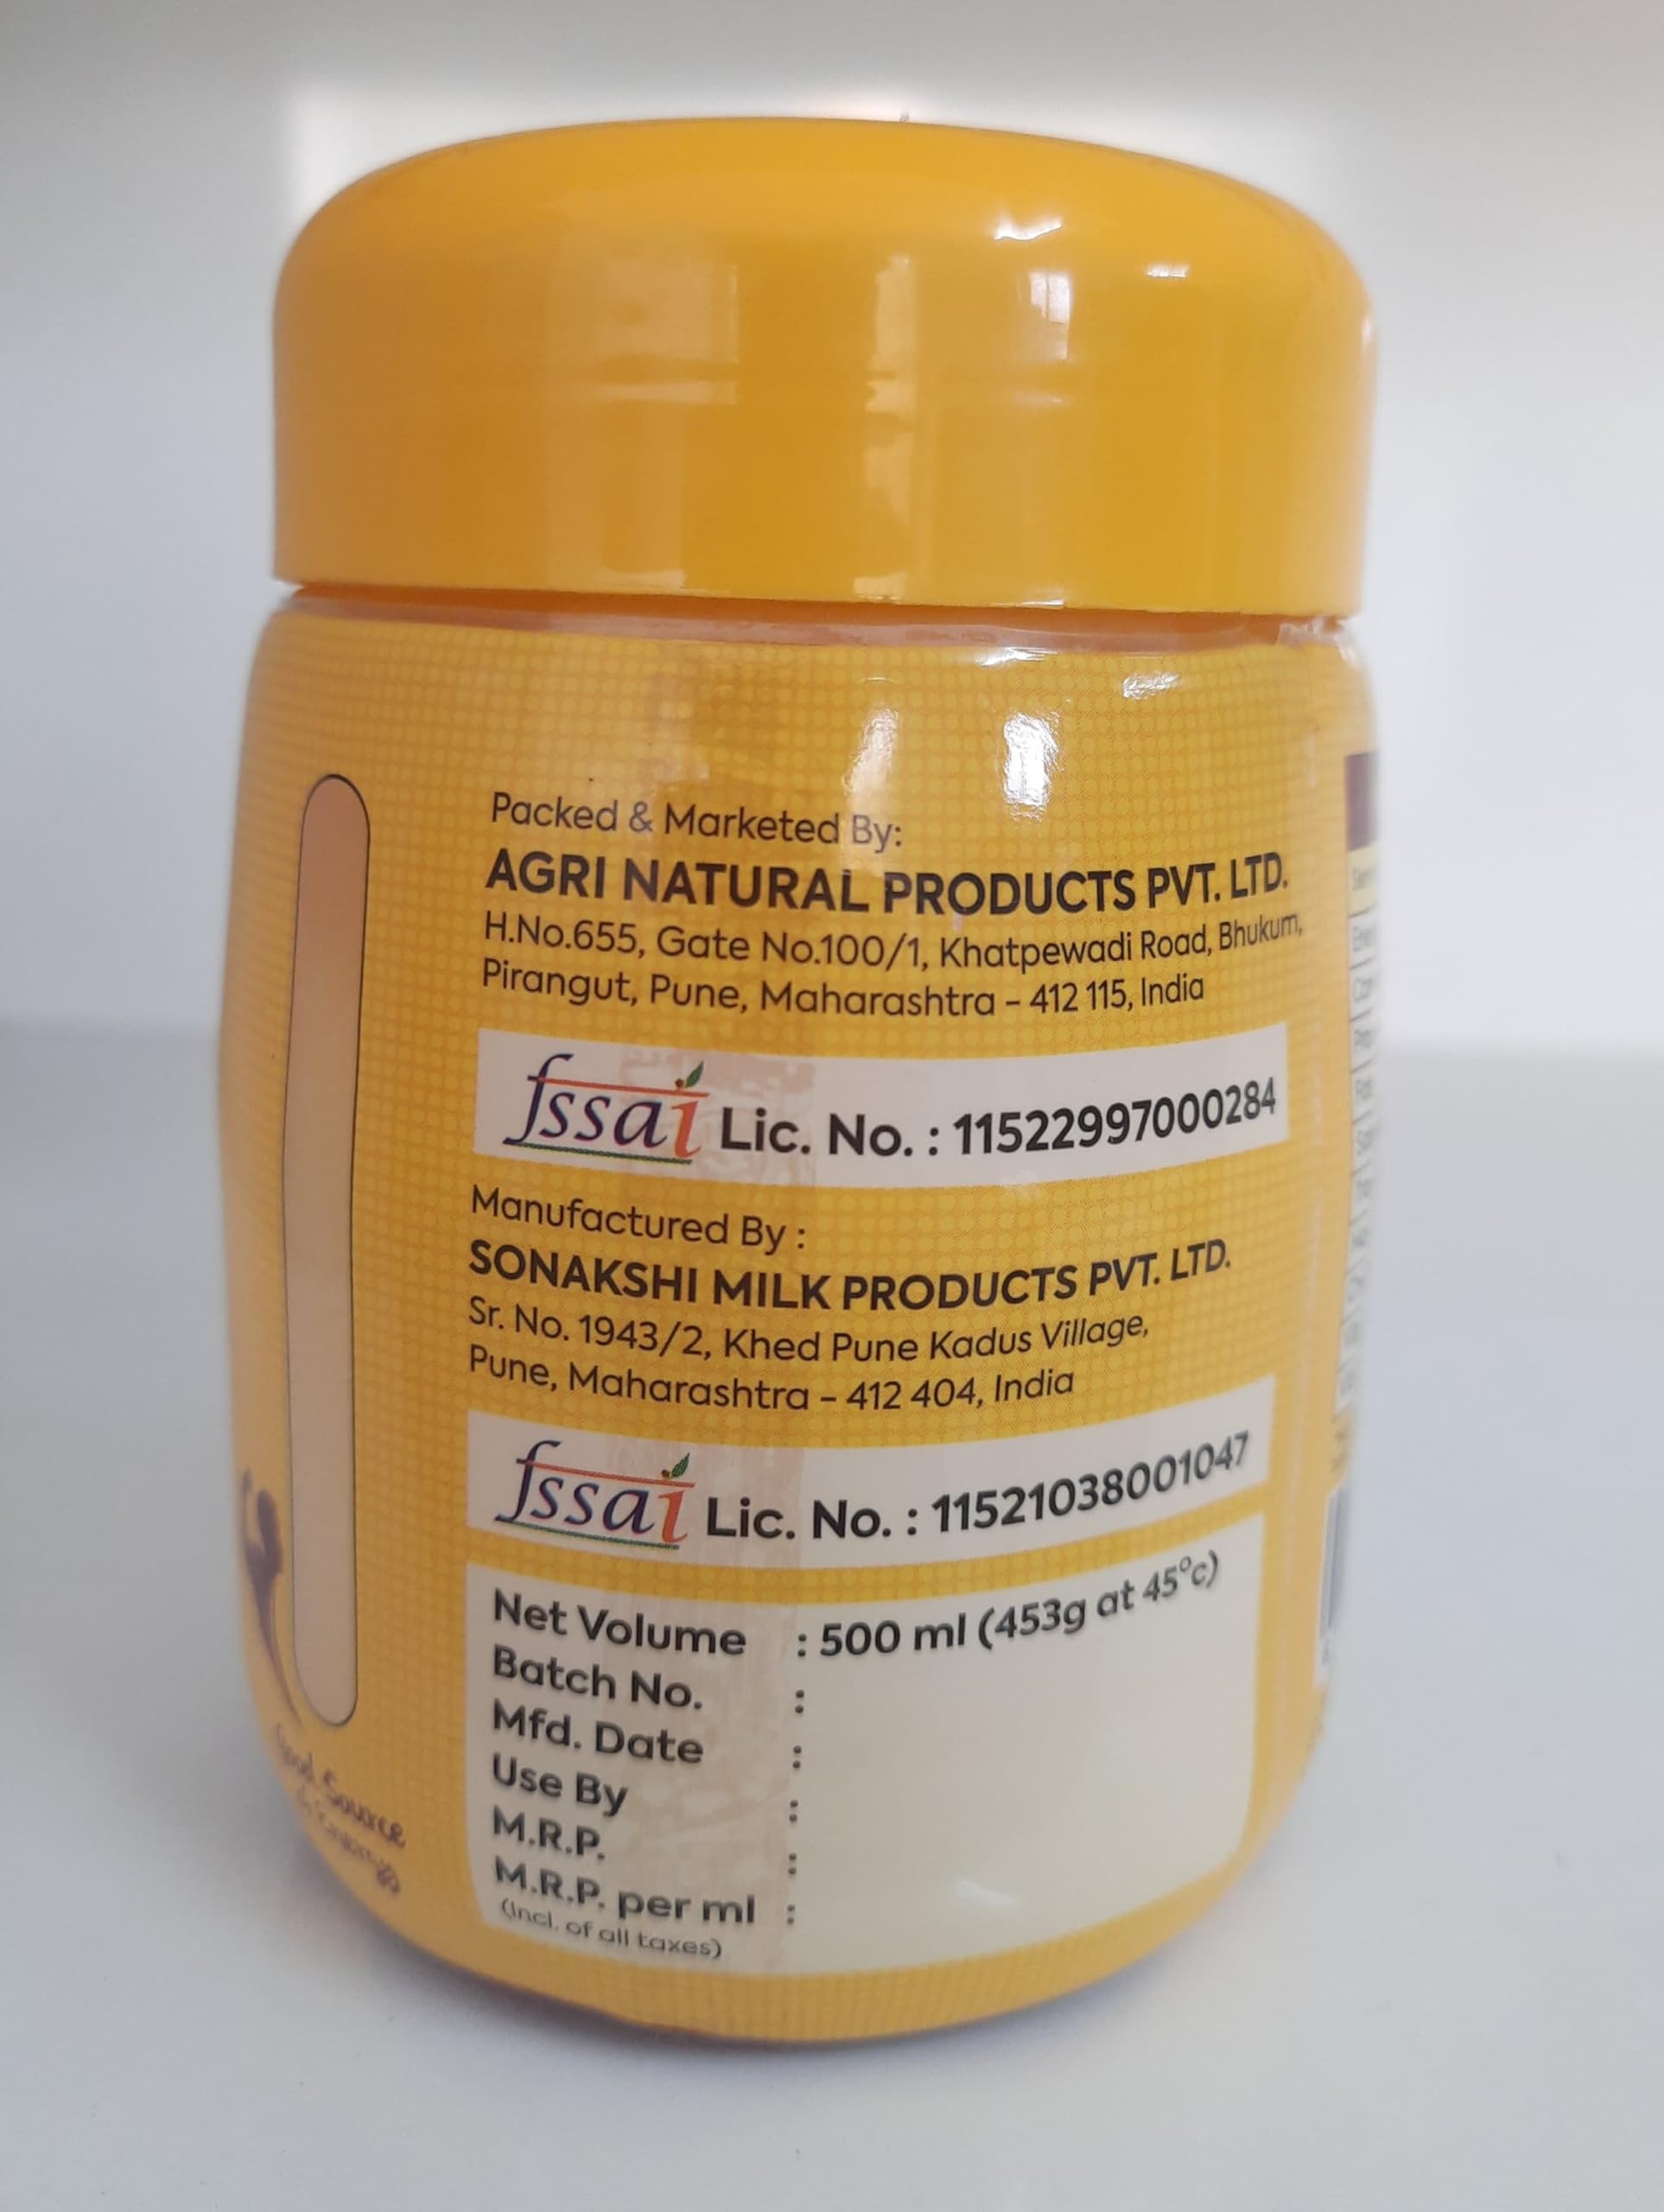 Packed & Marketed By:
AGRI NATURAL PRODUCTS PVT. LTD.
H.No.655, Gate No.100/1, Khatpewadi Road, Bhukum,
Pirangut, Pune, Maharashtra - 412 115, India
fssai Lic. No. : 11522997000284
Manufactured By :
SONAKSHI MILK PRODUCTS PVT. LTD.
Sr. No. 1943/2, Khed Pune Kadus Village,
Pune, Maharashtra - 412 404, India
fssai Lic. No. : 11521038001047
Net Volume : 500 ml (453g at 45°c)
Batch No. :
Mfd. Date :
Use By :
M.R.P. :
M.R.P. per ml :
(Incl. of all taxes)
Source